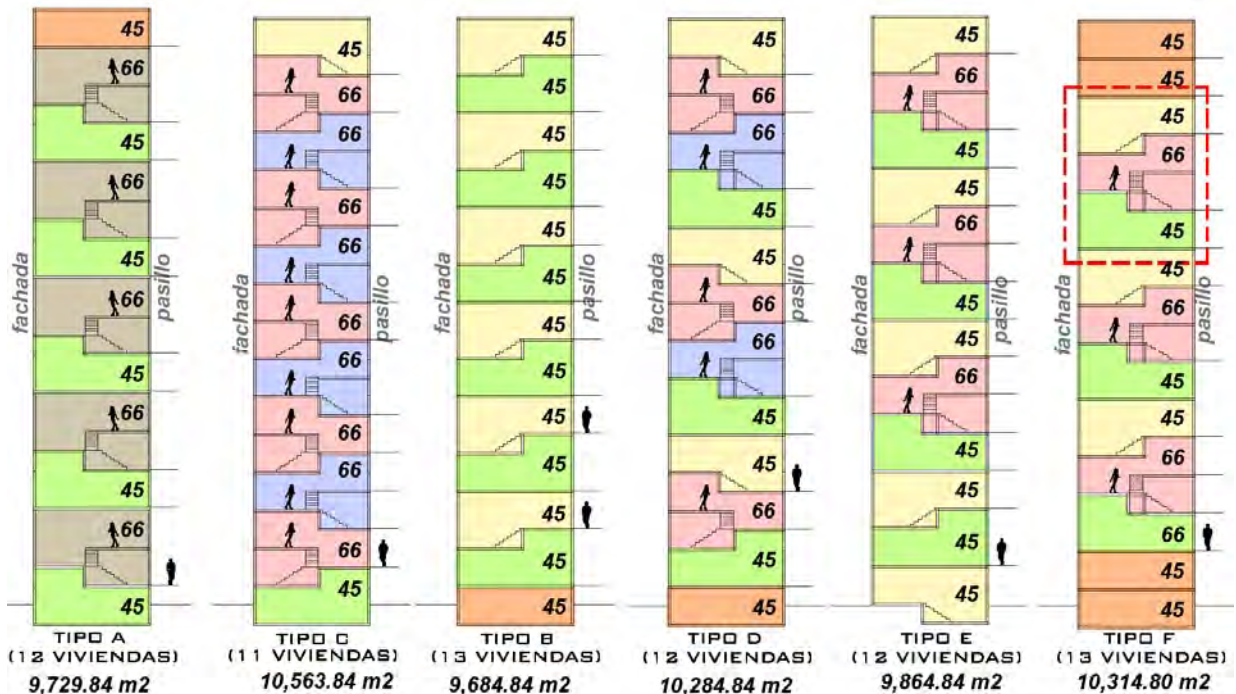 45
66
45
66
45
66
45
66
45
66
45
fachada
pasillo
TIPO A
(12 VIVIENDAS)
9,729.84 m2
45
66
66
66
66
66
66
66
66
66
45
fachada
pasillo
TIPO C
(11 VIVIENDAS)
10,563.84 m2
45
45
45
45
45
45
45
45
45
45
45
45
45
fachada
pasillo
TIPO B
(13 VIVIENDAS)
9,684.84 m2
45
66
66
45
45
66
66
45
45
66
45
45
fachada
pasillo
TIPO D
(12 VIVIENDAS)
10,284.84 m2
45
66
45
45
66
45
45
66
45
45
45
45
fachada
pasillo
TIPO E
(12 VIVIENDAS)
9,864.84 m2
45
45
45
66
45
45
66
45
45
66
66
45
45
fachada
pasillo
TIPO F
(13 VIVIENDAS)
10,314.80 m2